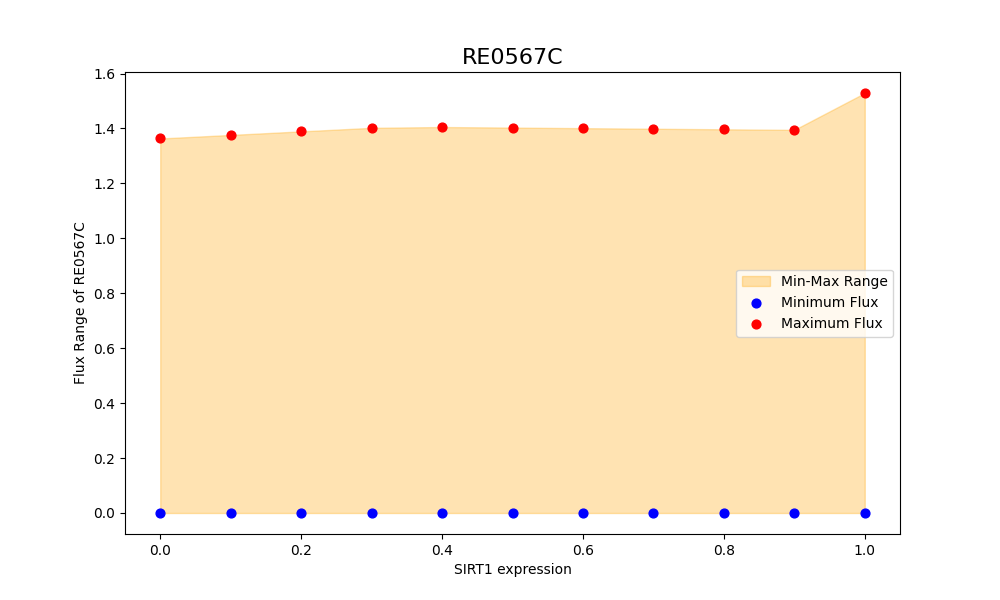 RE0567C
Flux Range of RE0567C
1.6
1.4
1.2
1.0
0.8
0.6
0.4
0.2
0.0
Min-Max Range
Minimum Flux
Maximum Flux
0.0 0.2 0.4 0.6 0.8 1.0
SIRT1 expression